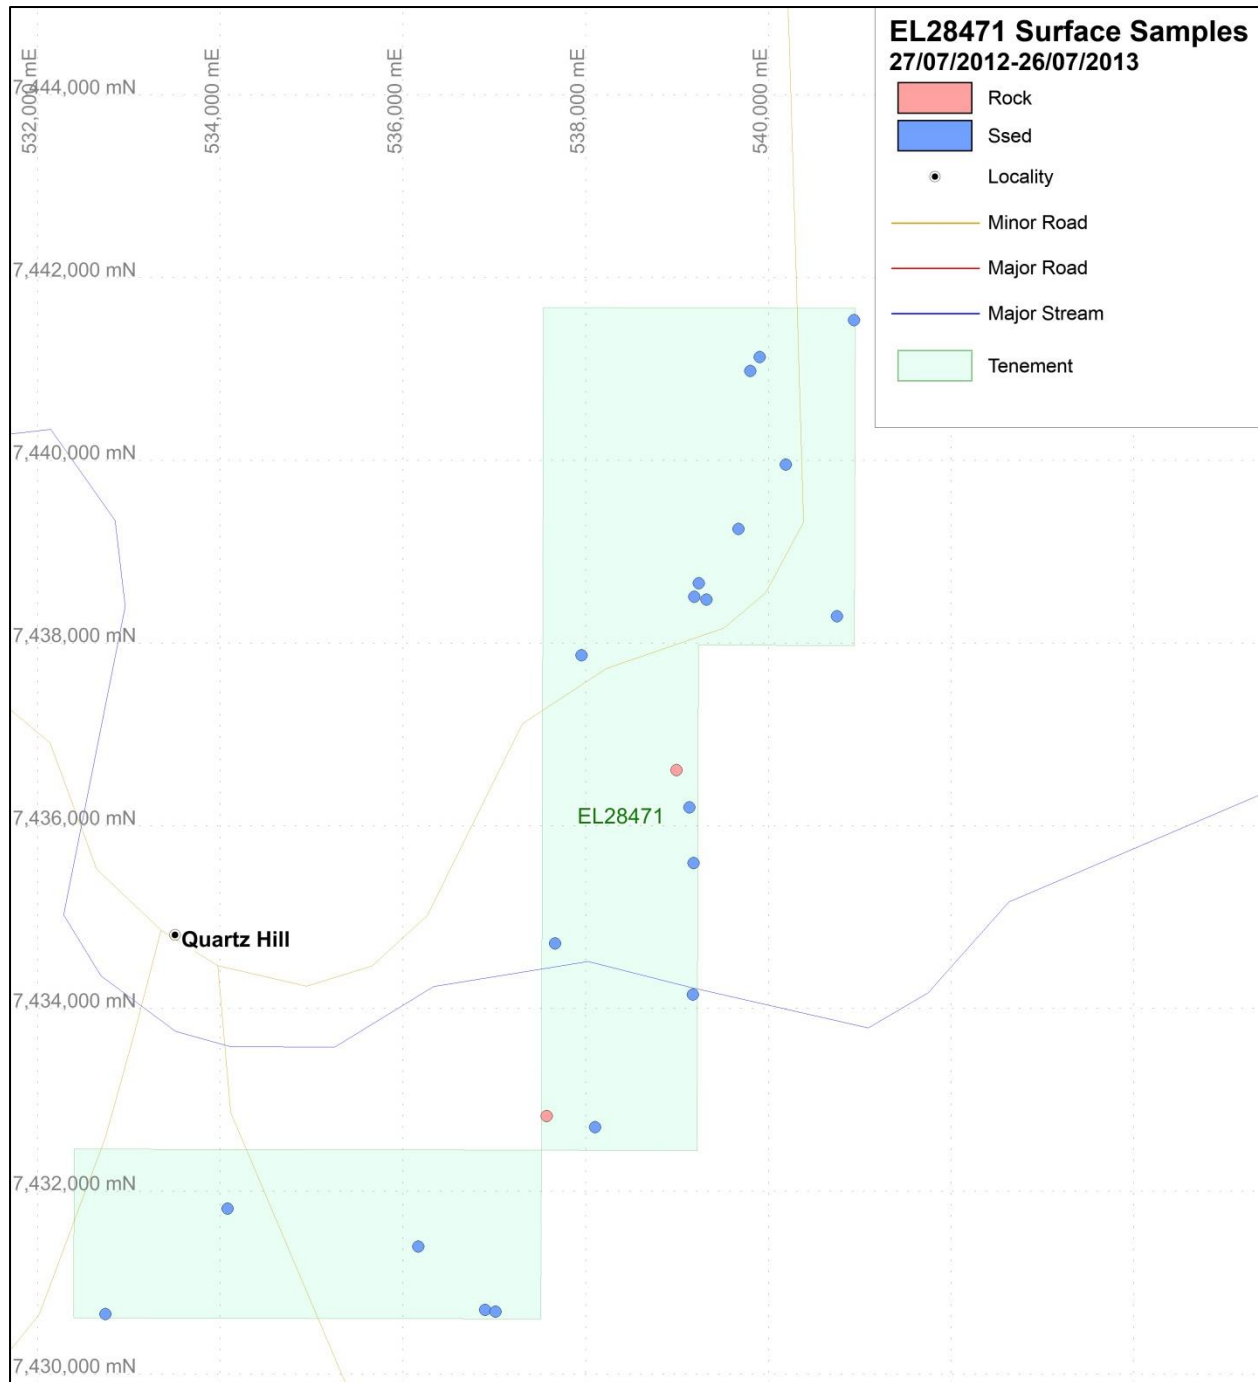 EL28471 Surface Samples
27/07/2012-26/07/2013
Rock
Ssed
Locality
Minor Road
Major Road
Major Stream
Tenement
532,000 mE
534,000 mE
536,000 mE
538,000 mE
540,000 mE
7,444,000 mN
7,442,000 mN
7,440,000 mN
7,438,000 mN
7,436,000 mN
EL28471
Quartz Hill
7,434,000 mN
7,432,000 mN
7,430,000 mN